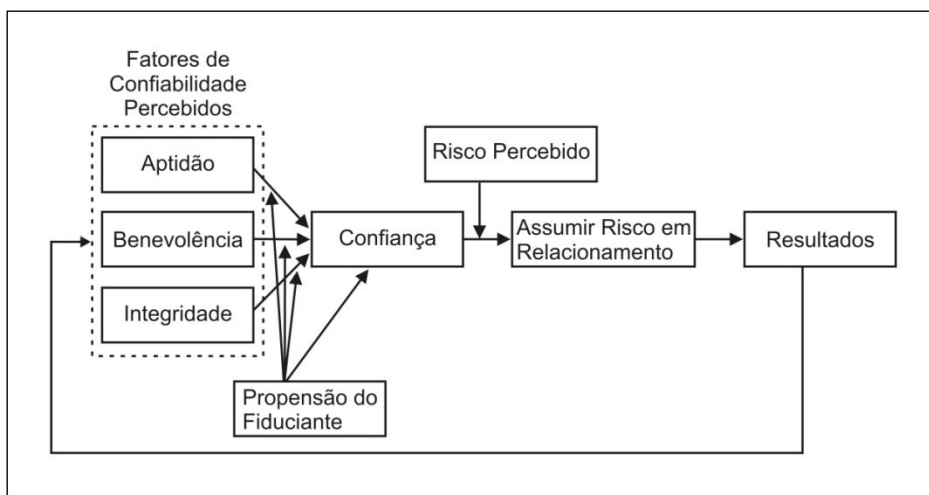 Fatores de
Confiabilidade
Percebidos
Aptidão
Benevolência
Integridade
Propensão do
Fiduciante
Confiança
Risco Percebido
Assumir Risco em
Relacionamento
Resultados